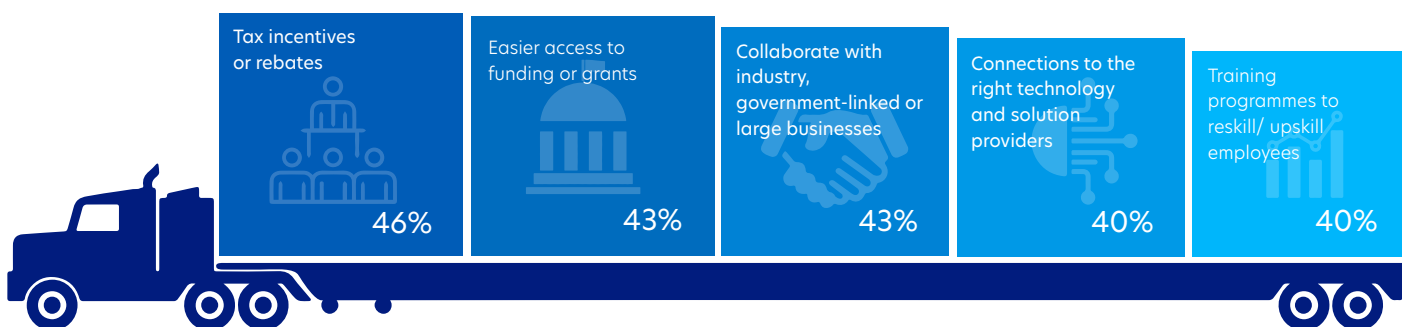 Tax incentives
or rebates
46%
Easier access to
funding or grants
43%
Collaborate with
industry,
government-linked or
large businesses
43%
Connections to the
right technology
and solution
providers
40%
Training
programmes to
reskill/ upskill
employees
40%